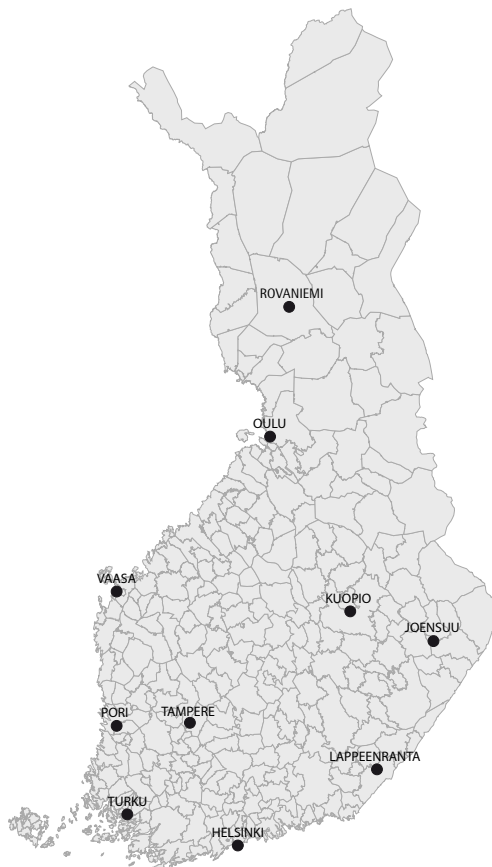 ROVANIEMI
OULU
VAASA
KUOPIO
JOENSUU
PORI
TAMPERE
LAPPEENRANTA
TURKU
HELSINKI